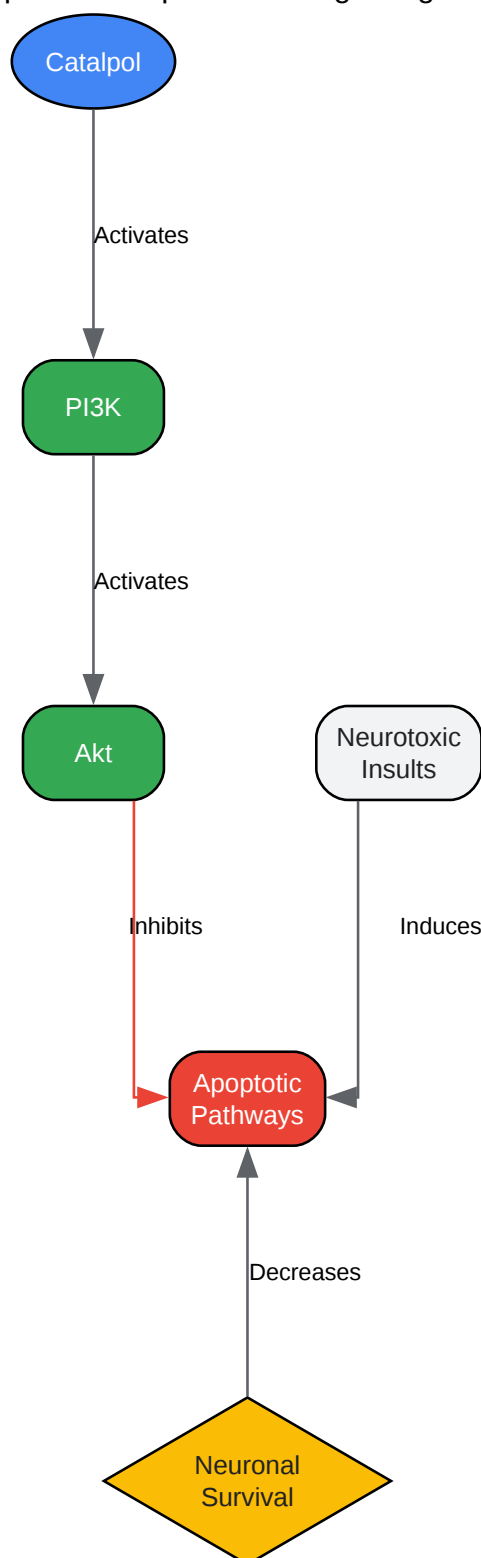 Catalpol
Activates
PI3K
Activates
Akt
Neurotoxic
Insults
Inhibits
Induces
Apoptotic
Pathways
Decreases
Neuronal
Survival